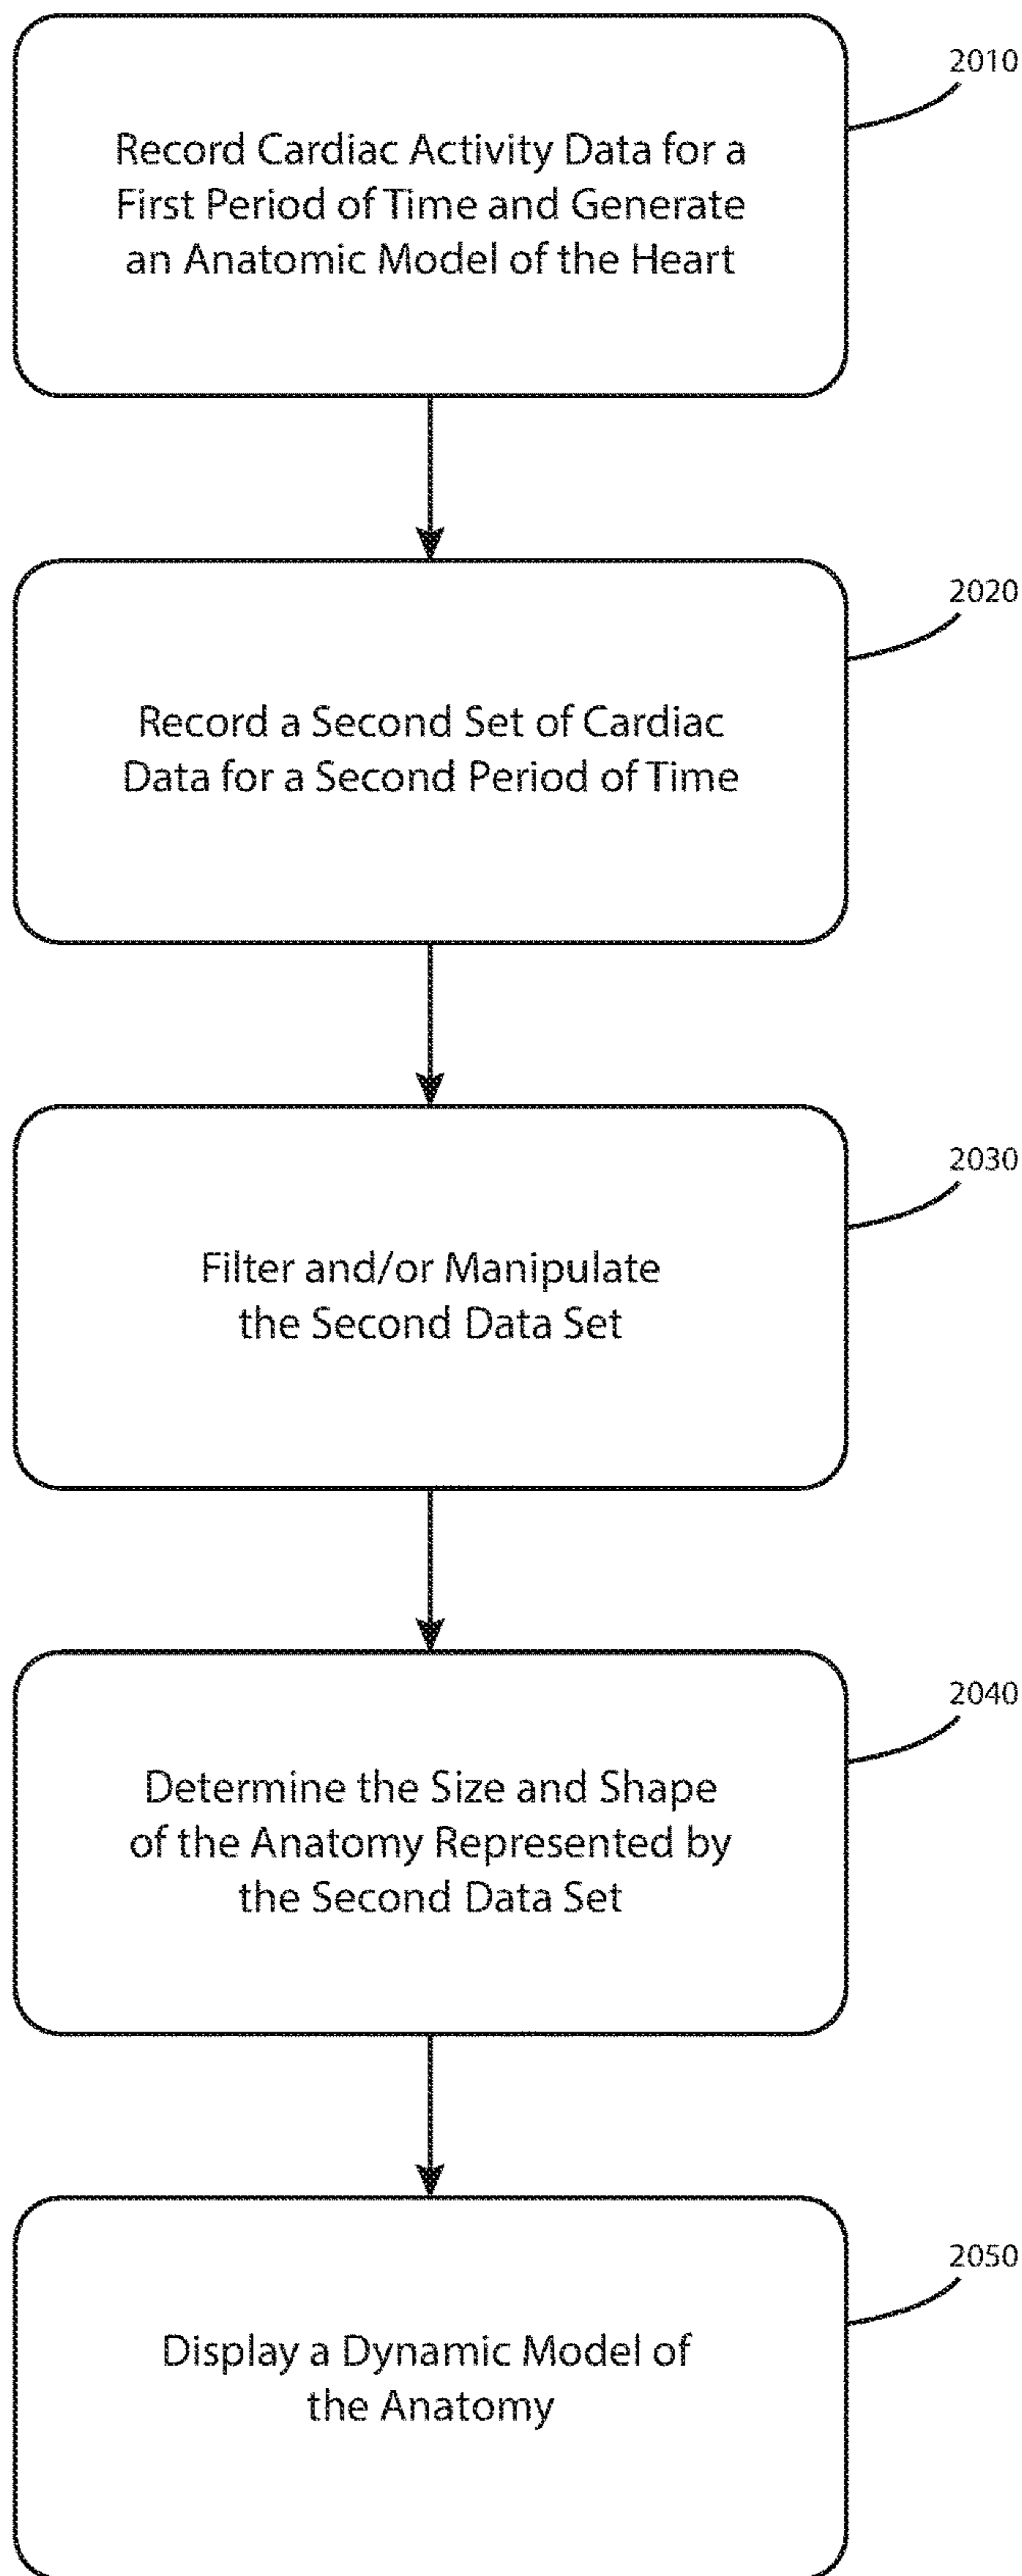 2010
Record Cardiac Activity Data for a
First Period of Time and Generate
an Anatomic Model of the Heart
2020
Record a Second Set of Cardiac
Data for a Second Period of Time
2030
Filter and/or Manipulate
the Second Data Set
2040
Determine the Size and Shape
of the Anatomy Represented by
the Second Data Set
2050
Display a Dynamic Model of
the Anatomy